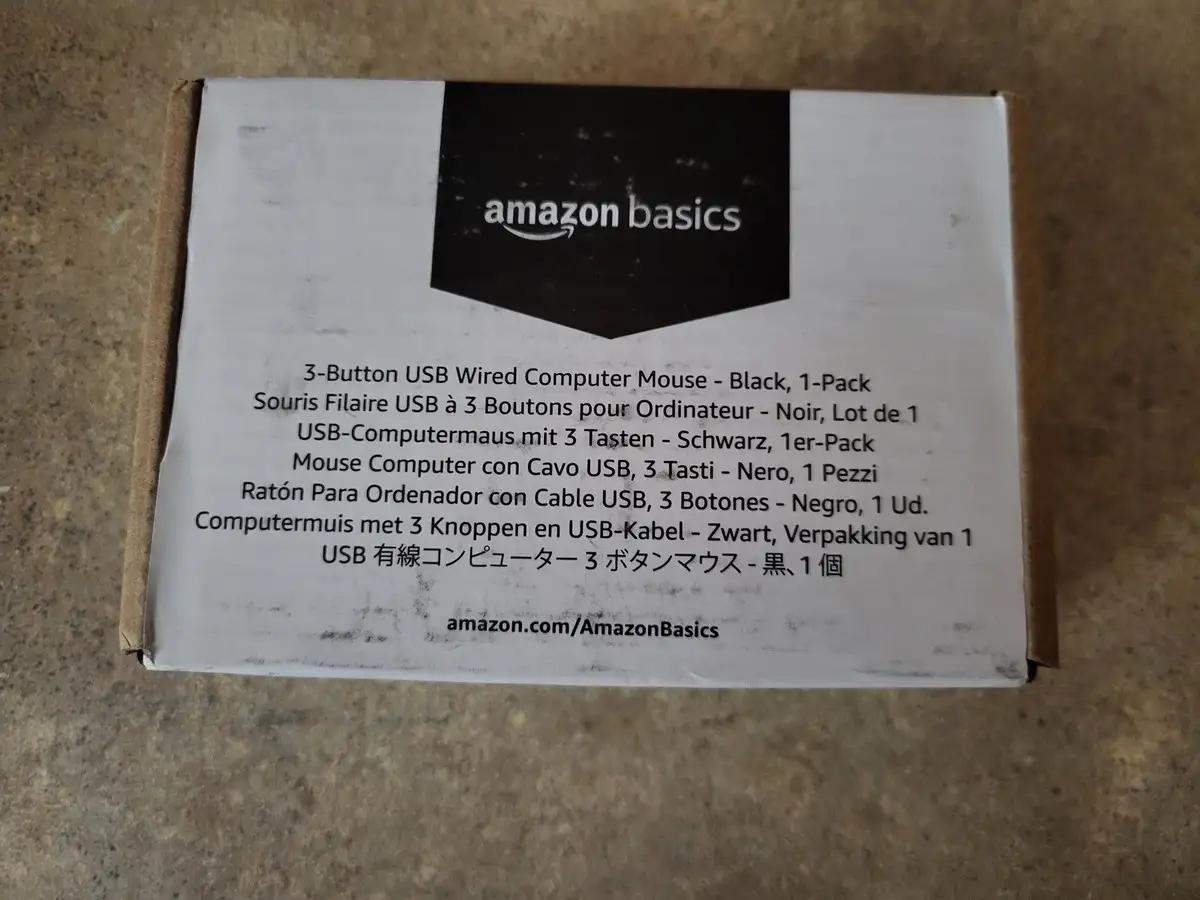 amazon basics
3-Button USB Wired Computer Mouse - Black, 1-Pack
Souris Filaire USB à 3 Boutons pour Ordinateur - Noir, Lot de 1
USB-Computermaus mit 3 Tasten - Schwarz, 1er-Pack
Mouse Computer con Cavo USB, 3 Tasti - Nero, 1 Pezzi
Ratón Para Ordenador con Cable USB, 3 Botones - Negro, 1 Ud.
Computermuis met 3 Knoppen en USB-Kabel - Zwart, Verpakking van 1
USB 有線コンピューター 3 ボタンマウス - 黒、1 個
amazon.com/AmazonBasics